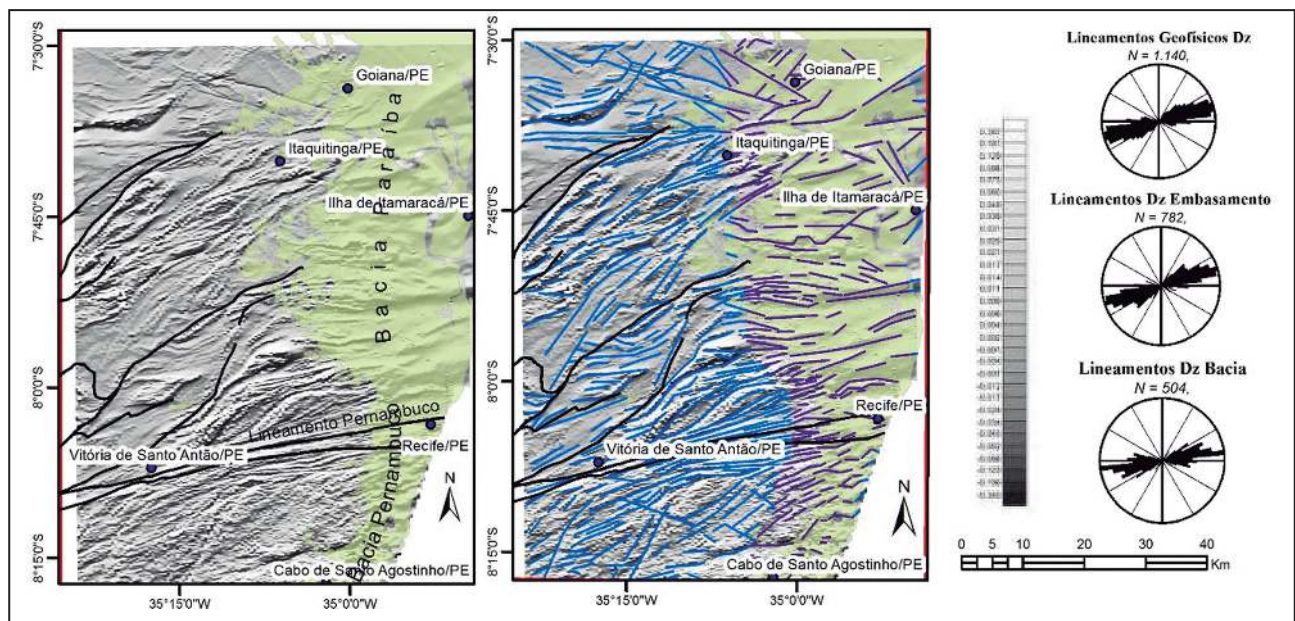 7°30'0"S
7°45'0"S
8°0'0"S
8°15'0"S
Goiana/PE
Itaquitinga/PE
Ilha de Itamaracá/PE
Bacia Paraíba
Lineamento Pernambuco
Recife/PE
Vitória de Santo Antão/PE
Bacia Pernambuco
N
Cabo de Santo Agostinho/PE
35°15'0"W
35°0'0"W
7°30'0"S
7°45'0"S
8°0'0"S
8°15'0"S
Goiana/PE
Itaquitinga/PE
Ilha de Itamaracá/PE
Recife/PE
Vitória de Santo Antão/PE
N
Cabo de Santo Agostinho/PE
35°15'0"W
35°0'0"W
Lineamentos Geofísicos Dz
N = 1.140,
Lineamentos Dz Embasamento
N = 782,
Lineamentos Dz Bacia
N = 504,
0 5 10 20 30 40
Km